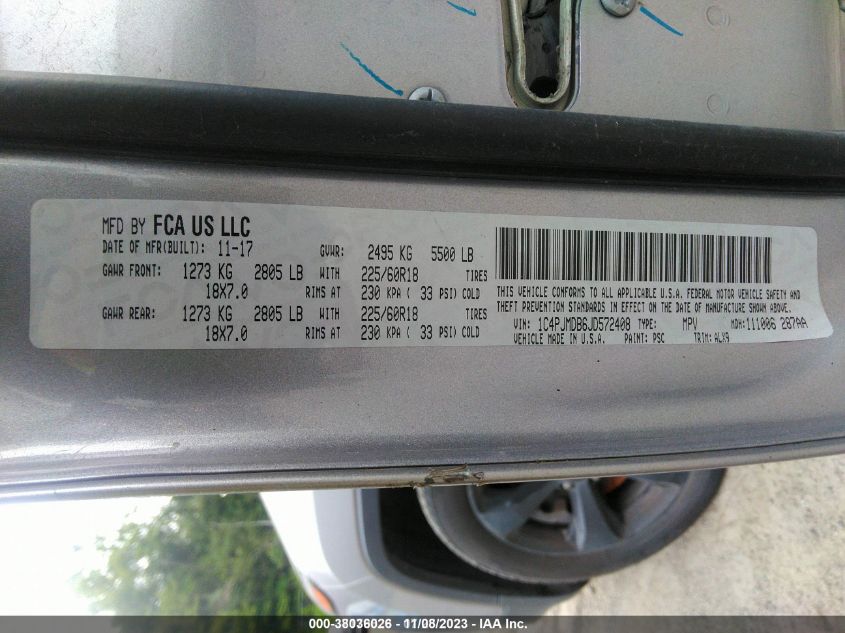 MFD BY FCA US LLC
DATE OF MFR(BUILT): 11-17 GVWR: 2495 KG 5500 LB
GAWR FRONT: 1273 KG 2805 LB WITH 225/60R18 TIRES
18X7.0 RIMS AT 230 KPA ( 33 PSI) COLD
GAWR REAR: 1273 KG 2805 LB WITH 225/60R18 TIRES
18X7.0 RIMS AT 230 KPA ( 33 PSI) COLD
THIS VEHICLE CONFORMS TO ALL APPLICABLE U.S.A. FEDERAL MOTOR VEHICLE SAFETY AND
THEFT PREVENTION STANDARDS IN EFFECT ON THE DATE OF MANUFACTURE SHOWN ABOVE.
VIN: 1C4PJMDB6JD572408 TYPE: MPV MDH: 111006 287AA
VEHICLE MADE IN U.S.A. PAINT: PSC TRIM: ALX9
000-38036026 - 11/08/2023 - IAA Inc.